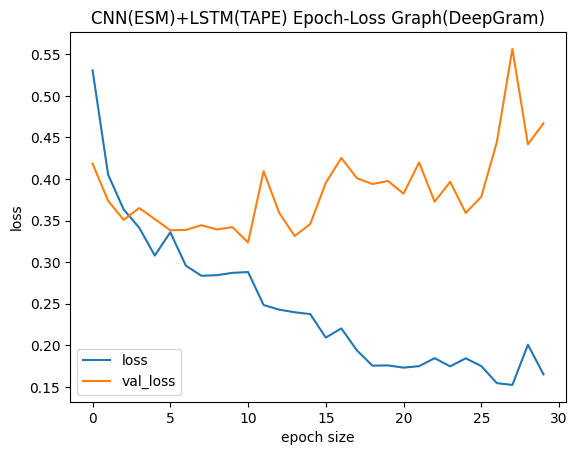 CNN(ESM)+LSTM(TAPE) Epoch-Loss Graph(DeepGram)
0.55
0.50
0.45
0.40
0.35
0.30
0.25
0.20
0.15
loss
loss
val_loss
0 5 10 15 20 25 30
epoch size